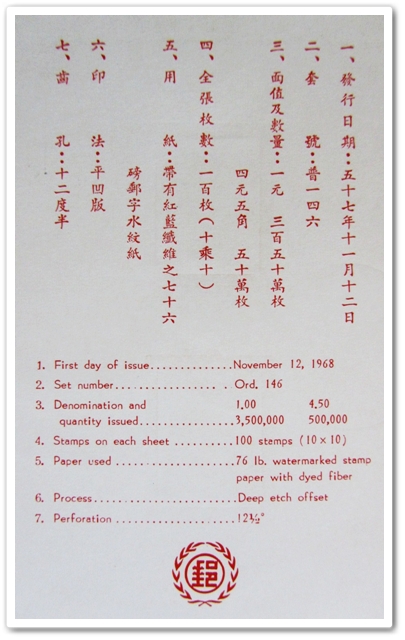 一、發行日期:五十七年十一月十二日
二、套　　號:普一四六
三、面值及數量:一元　三百五十萬枚
四元五角　五十萬枚
四、全張枚數:一百枚(十乘十)
五、用　　紙:帶有紅藍纖維之七十六
磅郵字水紋紙
六、印　　法:平凹版
七、齒　　孔:十二度半
1. First day of issue..............November 12, 1968
2. Set number................... . Ord. 146
3. Denomination and 1.00 4.50
quantity issued................3,500,000 500,000
4. Stamps on each sheet ..........100 stamps (10×10)
5. Paper used ....................76 lb. watermarked stamp
paper with dyed fiber
6. Process........................Deep etch offset
7. Perforation ....................12½°
郵